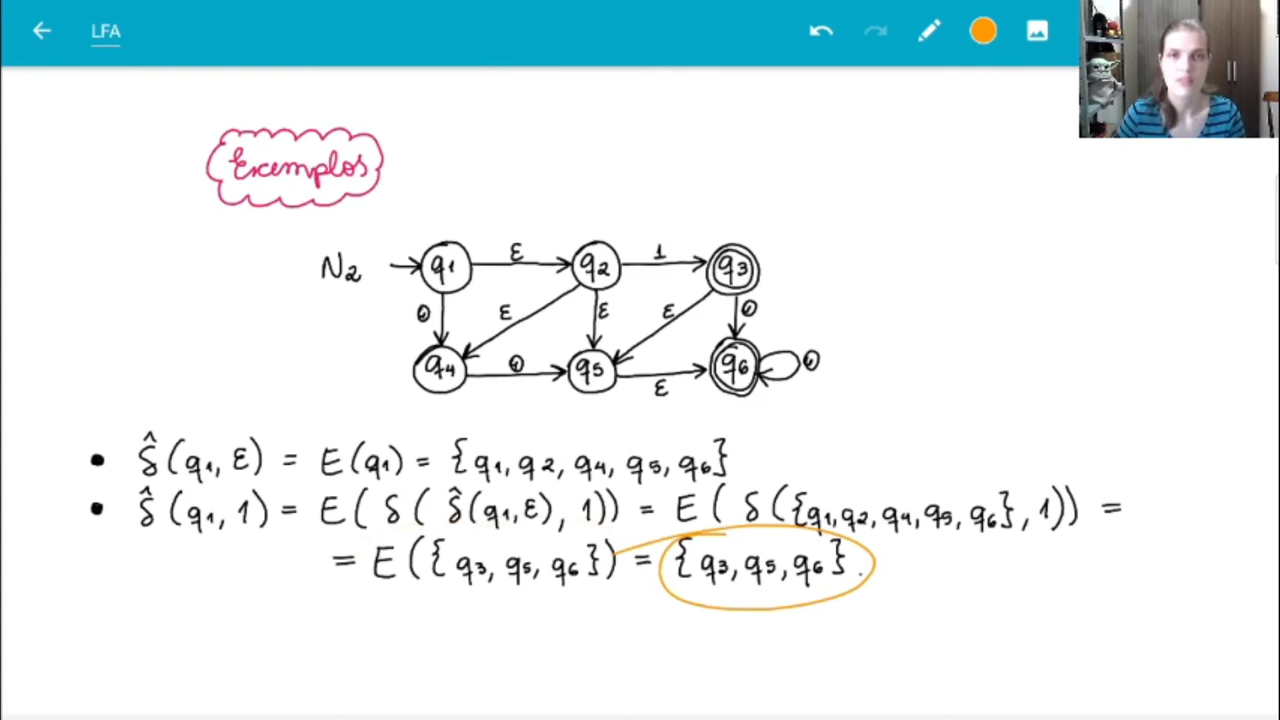 LFA
Exemplos
N2 q1 ε q2 1 q3
0 ε ε ε 0
q4 0 q5 ε q6 0
• δ̂(q1, ε) = E(q1) = {q1, q2, q4, q5, q6}
• δ̂(q1, 1) = E( δ( δ̂(q1,ε), 1)) = E( δ({q1,q2,q4,q5,q6}, 1)) =
= E({q3, q5, q6}) = {q3, q5, q6}.